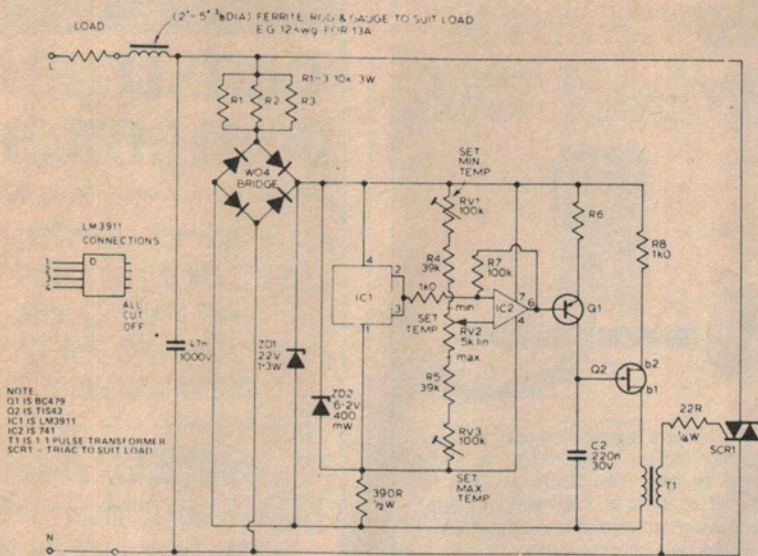 (2"-5" ⅜ DIA) FERRITE ROD & GAUGE TO SUIT LOAD
E.G. 12 swg FOR 13A
LOAD
L
R1-3 10k 3W
R1
R2
R3
W04
BRIDGE
SET
MIN
TEMP
RV1
100k
R6
R8
1k0
LM3911
CONNECTIONS
1
2
3
4
ALL
CUT
OFF
R4
39k
R7
100k
4
2
3
1
IC1
1k0
min
7
6
4
IC2
Q1
SET
TEMP
RV2
5k lin
max
47n
1000V
ZD1
22V
1·3W
ZD2
6·2V
400
mW
R5
39k
Q2
b2
b1
RV3
100k
22R
¼W
SCR1
NOTE
Q1 IS BC479
Q2 IS TIS43
IC1 IS LM3911
IC2 IS 741
T1 IS 1:1 PULSE TRANSFORMER
SCR1 - TRIAC TO SUIT LOAD
390R
½W
SET
MAX
TEMP
C2
220n
30V
T1
N